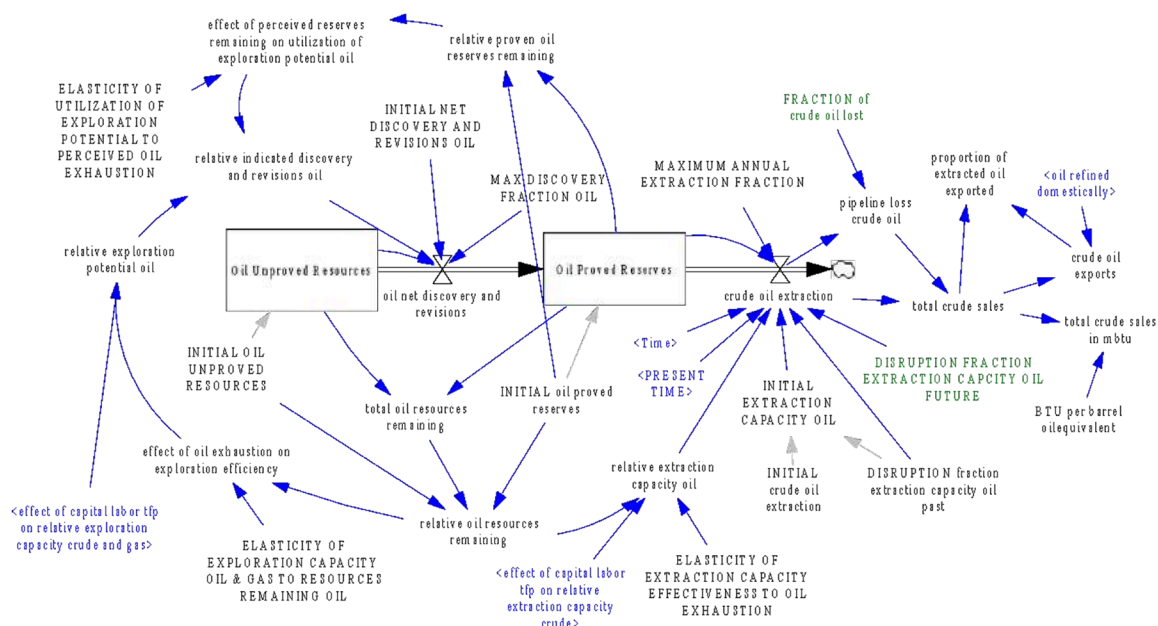 effect of perceived reserves
remaining on utilization of
exploration potential oil
relative proven oil
reserves remaining
ELASTICITY OF
UTILIZATION OF
EXPLORATION
POTENTIAL TO
PERCEIVED OIL
EXHAUSTION
INITIAL NET
DISCOVERY AND
REVISIONS OIL
FRACTION of
crude oil lost
relative indicated discovery
and revisions oil
MAX DISCOVERY
FRACTION OIL
MAXIMUM ANNUAL
EXTRACTION FRACTION
proportion of
extracted oil
exported
<oil refined
domestically>
pipeline loss
crude oil
relative exploration
potential oil
Oil Unproved Resources
oil net discovery and
revisions
Oil Proved Reserves
crude oil extraction
total crude sales
crude oil
exports
total crude sales
in mbtu
INITIAL OIL
UNPROVED
RESOURCES
<Time>
<PRESENT
TIME>
INITIAL
EXTRACTION
CAPACITY OIL
DISRUPTION FRACTION
EXTRACTION CAPCITY OIL
FUTURE
total oil resources
remaining
INITIAL oil proved
reserves
BTU per barrel
oil equivalent
effect of oil exhaustion on
exploration efficiency
relative extraction
capacity oil
INITIAL
crude oil
extraction
DISRUPTION fraction
extraction capacity oil
past
<effect of capital labor tfp
on relative exploration
capacity crude and gas>
relative oil resources
remaining
ELASTICITY OF
EXPLORATION CAPACITY
OIL & GAS TO RESOURCES
REMAINING OIL
<effect of capital labor
tfp on relative
extraction capacity
crude>
ELASTICITY OF
EXTRACTION CAPACITY
EFFECTIVENESS TO OIL
EXHAUSTION